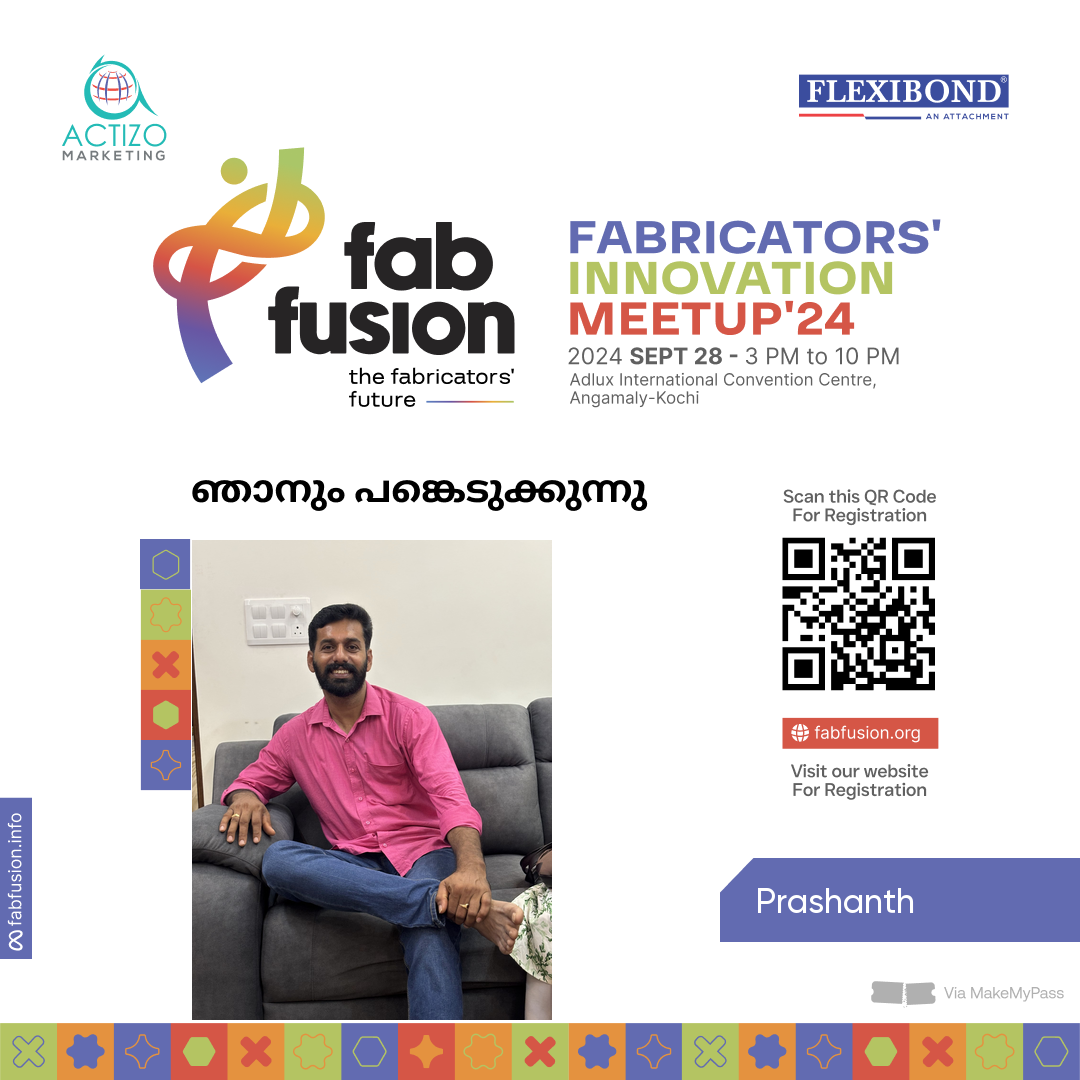 ACTIZO
MARKETING
FLEXIBOND®
AN ATTACHMENT
fab
fusion
the fabricators'
future
FABRICATORS'
INNOVATION
MEETUP'24
2024 SEPT 28 - 3 PM to 10 PM
Adlux International Convention Centre,
Angamaly-Kochi
ഞാനും പങ്കെടുക്കുന്നു
Scan this QR Code
For Registration
fabfusion.org
Visit our website
For Registration
fabfusion.info
Prashanth
Via MakeMyPass